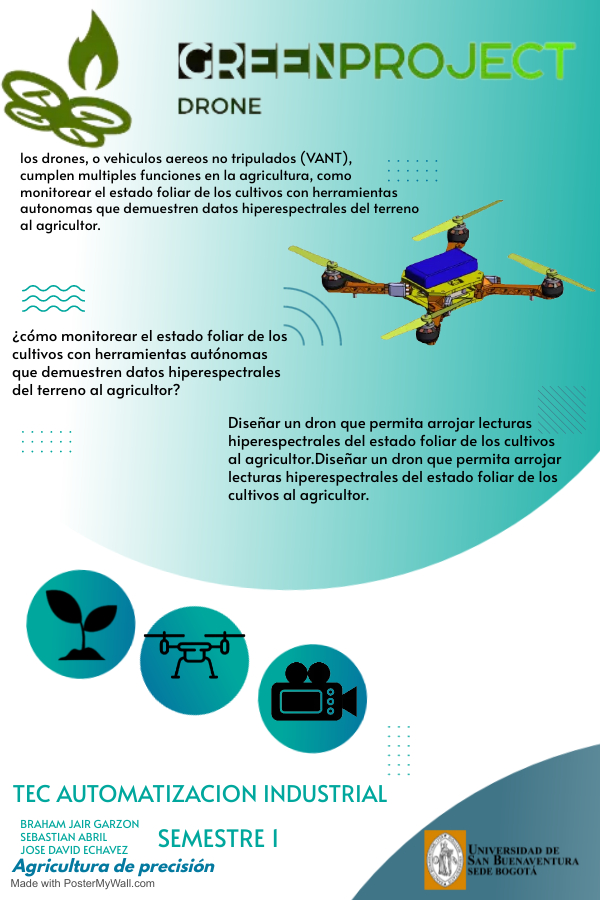 GREENPROJECT
DRONE
los drones, o vehiculos aereos no tripulados (VANT),
cumplen multiples funciones en la agricultura, como
monitorear el estado foliar de los cultivos con herramientas
autonomas que demuestren datos hiperespectrales del terreno
al agricultor.
¿cómo monitorear el estado foliar de los
cultivos con herramientas autónomas
que demuestren datos hiperespectrales
del terreno al agricultor?
Diseñar un dron que permita arrojar lecturas
hiperespectrales del estado foliar de los cultivos
al agricultor.Diseñar un dron que permita arrojar
lecturas hiperespectrales del estado foliar de los
cultivos al agricultor.
TEC AUTOMATIZACION INDUSTRIAL
BRAHAM JAIR GARZON
SEBASTIAN ABRIL
JOSE DAVID ECHAVEZ
SEMESTRE I
Agricultura de precisión
Made with PosterMyWall.com
UNIVERSIDAD DE
SAN BUENAVENTURA
SEDE BOGOTÁ